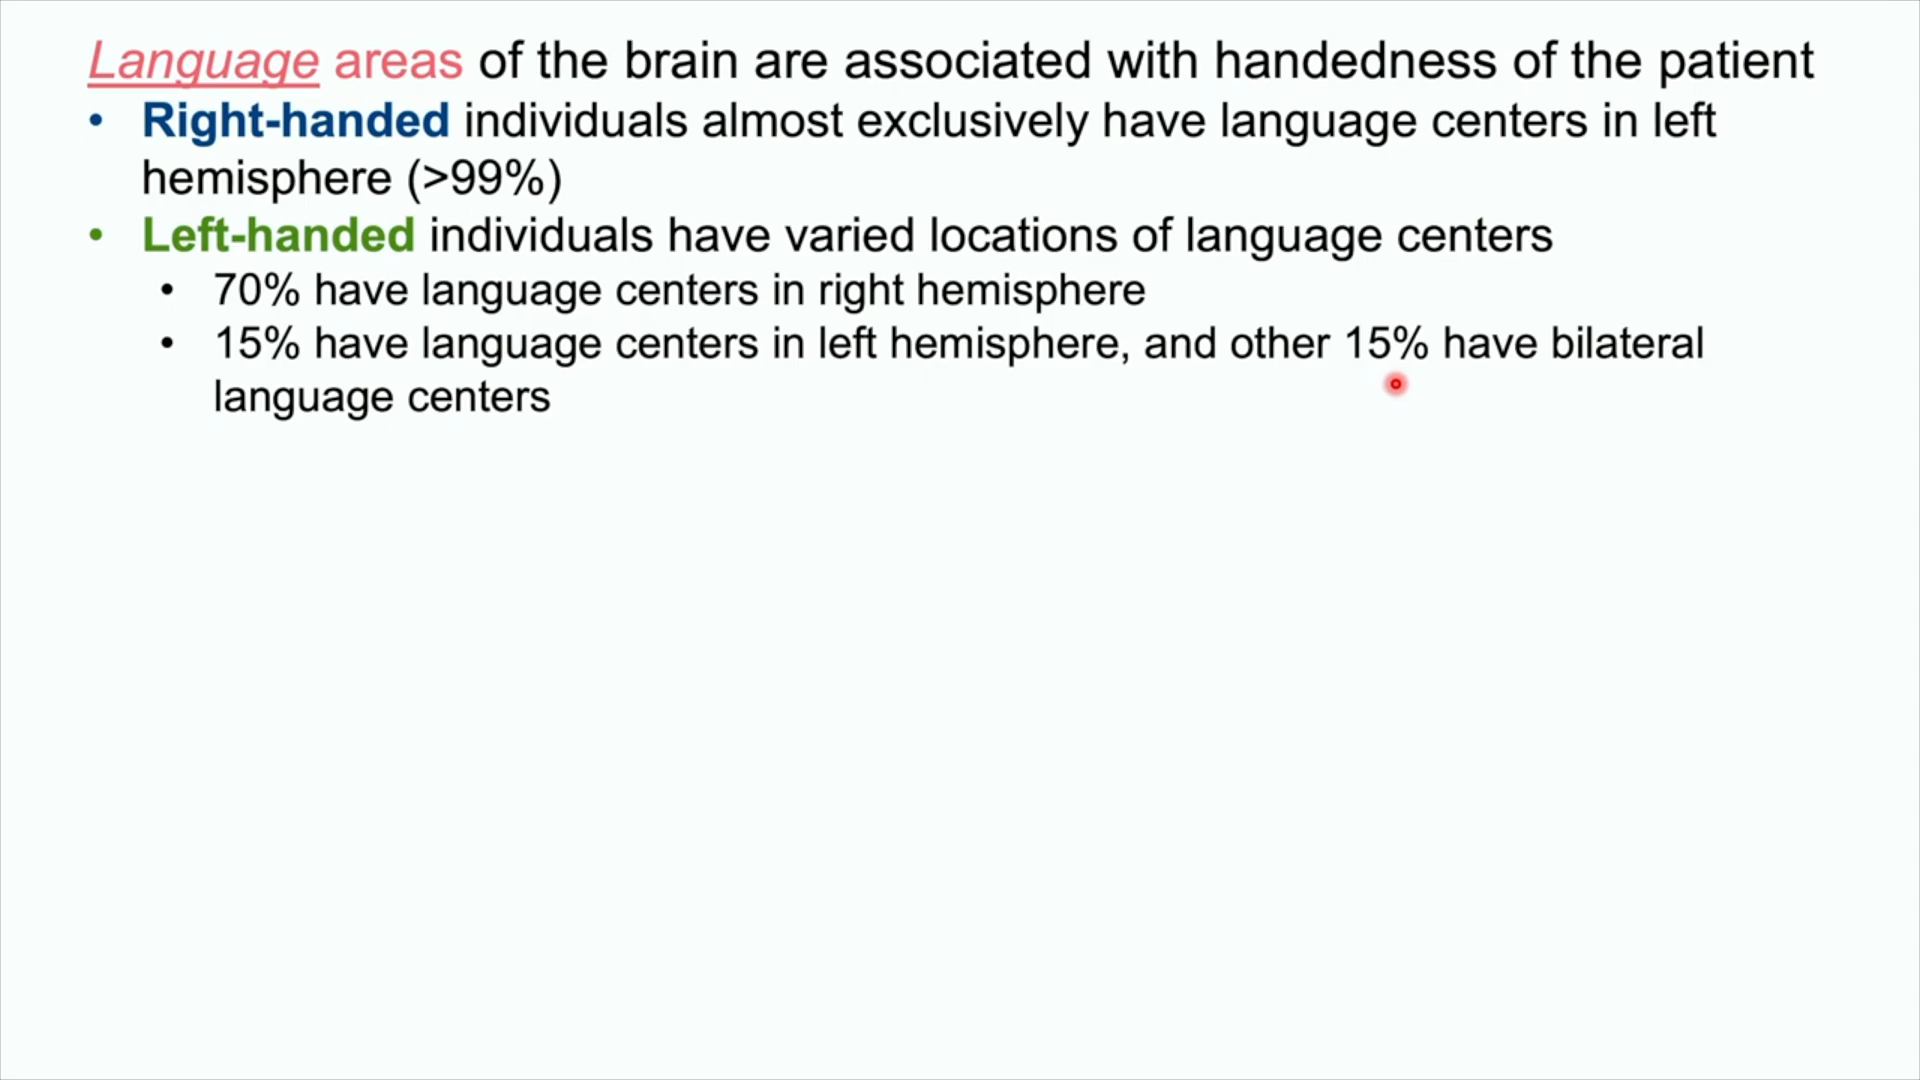 Language areas of the brain are associated with handedness of the patient
• Right-handed individuals almost exclusively have language centers in left
hemisphere (>99%)
• Left-handed individuals have varied locations of language centers
• 70% have language centers in right hemisphere
• 15% have language centers in left hemisphere, and other 15% have bilateral
language centers